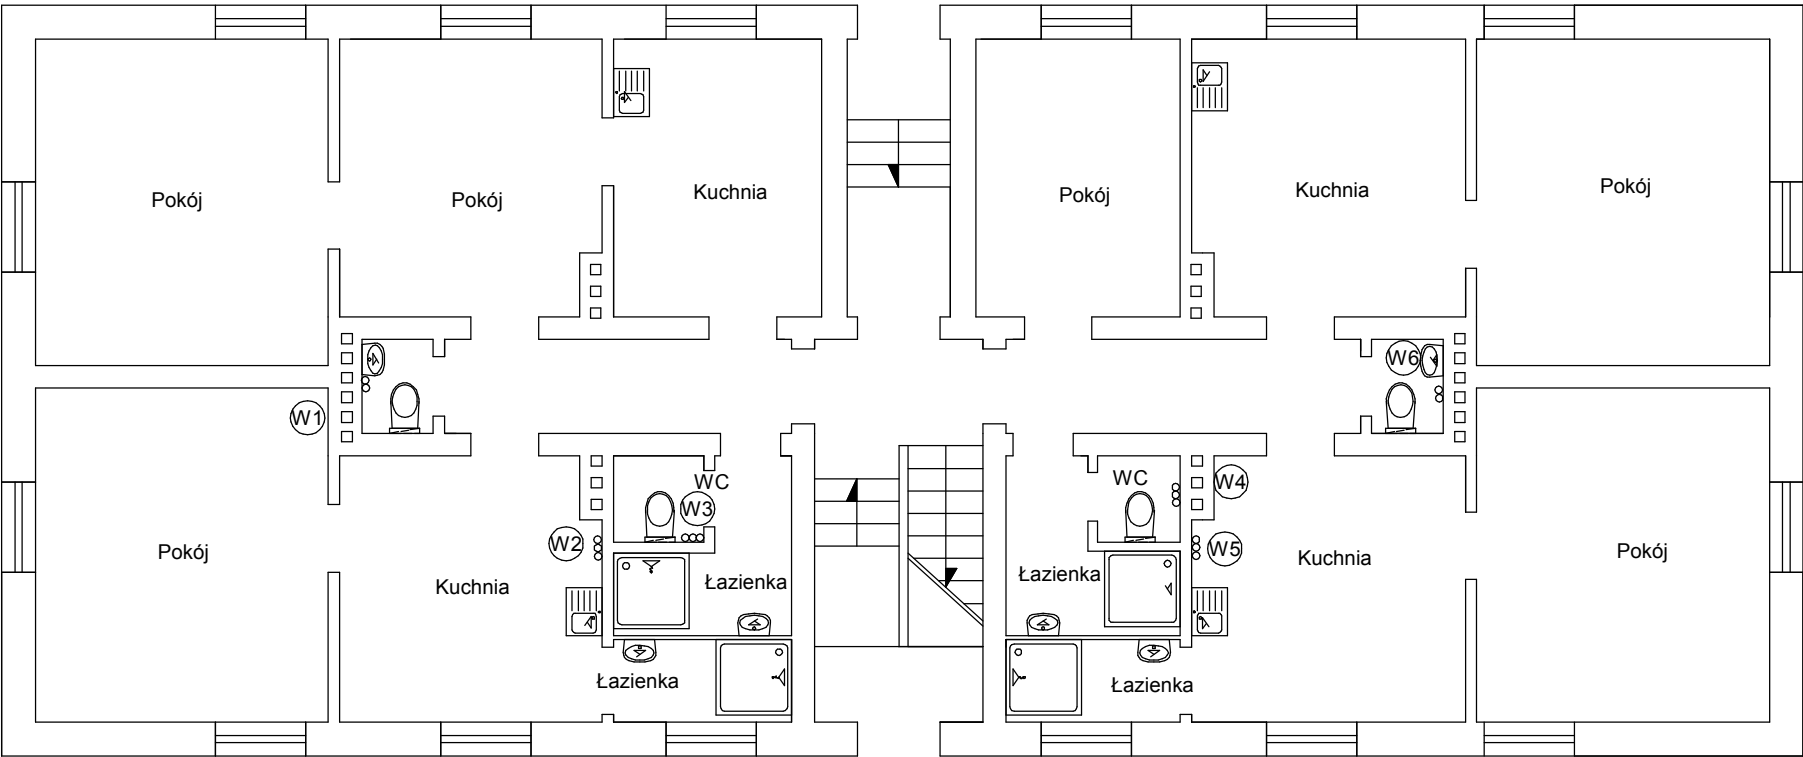 Pokój
Pokój
Kuchnia
Pokój
Kuchnia
Pokój
W1
W6
WC
W3
WC
W4
W2
W5
Pokój
Kuchnia
Łazienka
Łazienka
Kuchnia
Pokój
Łazienka
Łazienka